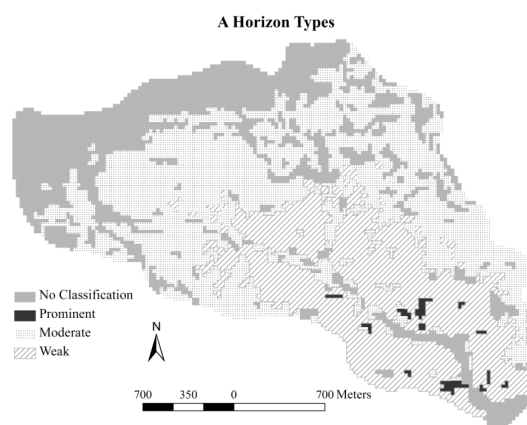 A Horizon Types
No Classification
Prominent
Moderate
Weak
N
700 350 0 700 Meters